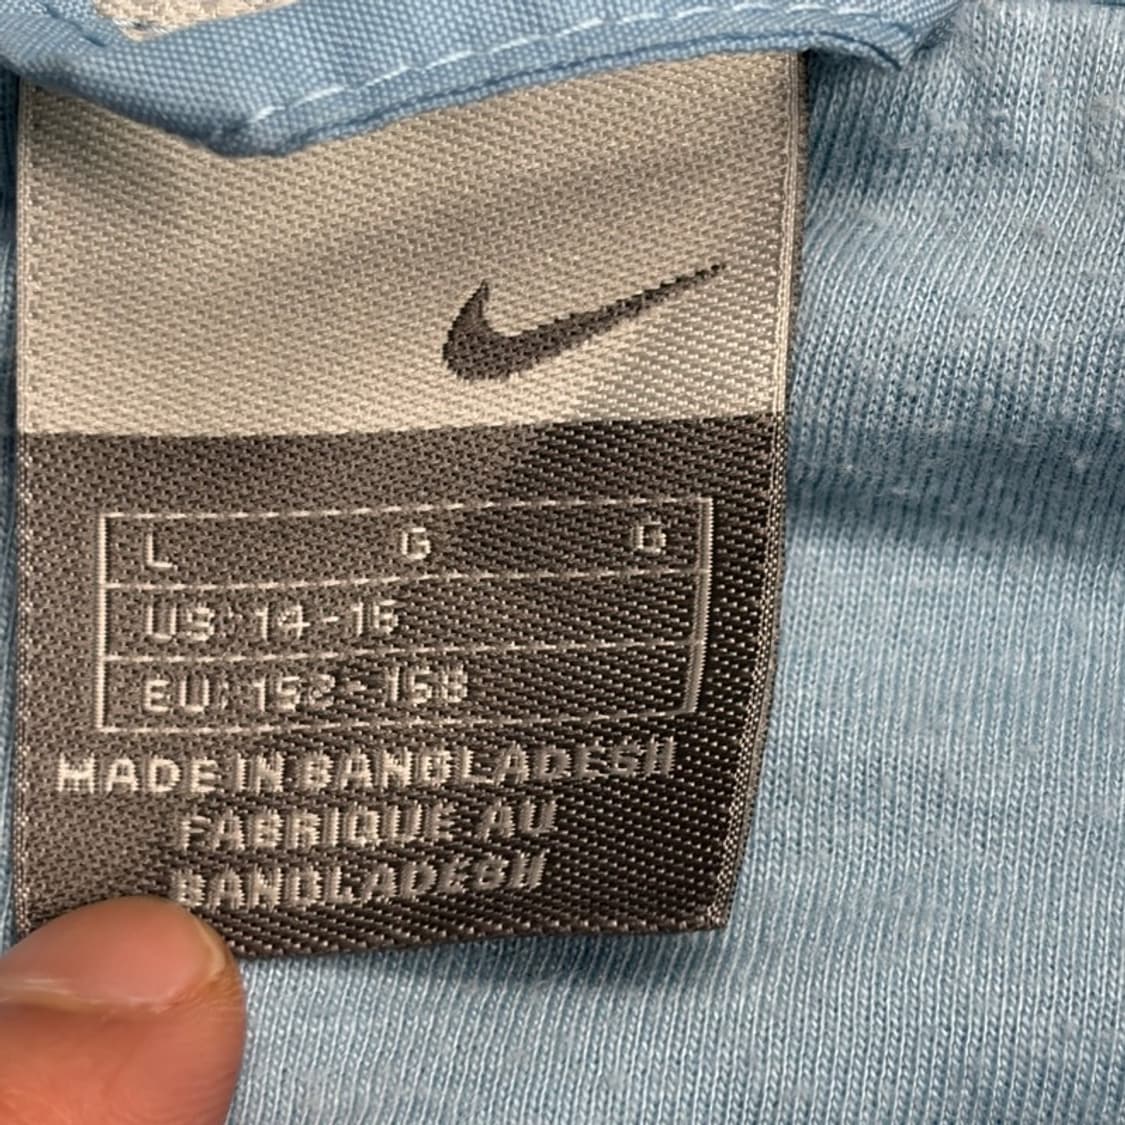 L G G
US: 14-16
EU: 152-158
MADE IN BANGLADESH
FABRIQUE AU
BANGLADESH